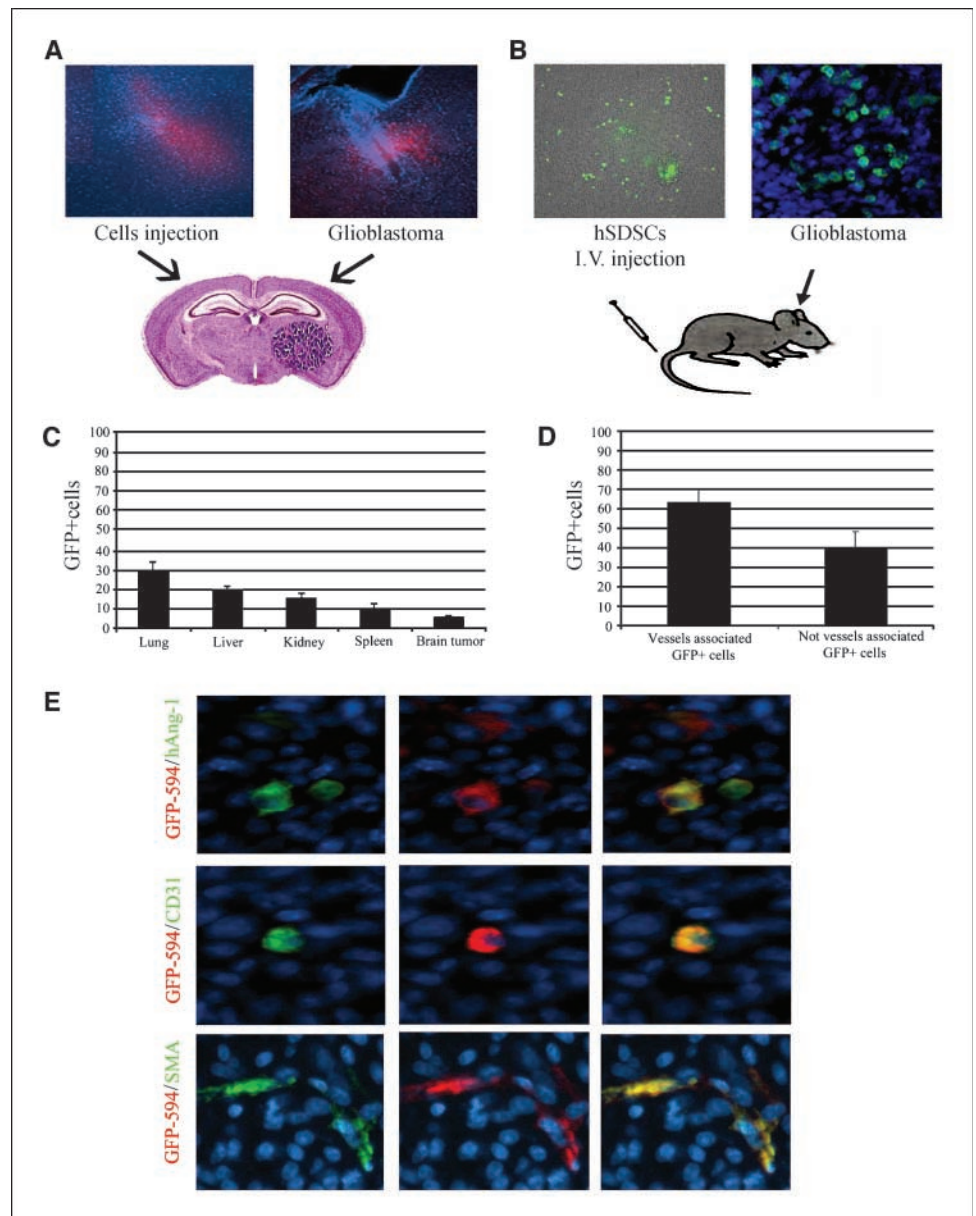 A
B
Cells injection
Glioblastoma
hSDSCs
I.V. injection
Glioblastoma
C
GFP+cells
100
90
80
70
60
50
40
30
20
10
0
Lung Liver Kidney Spleen Brain tumor
D
GFP+cells
100
90
80
70
60
50
40
30
20
10
0
Vessels associated
GFP+ cells
Not vessels associated
GFP+ cells
E
GFP-594/hAng-1
GFP-594/CD31
GFP-594/SMA